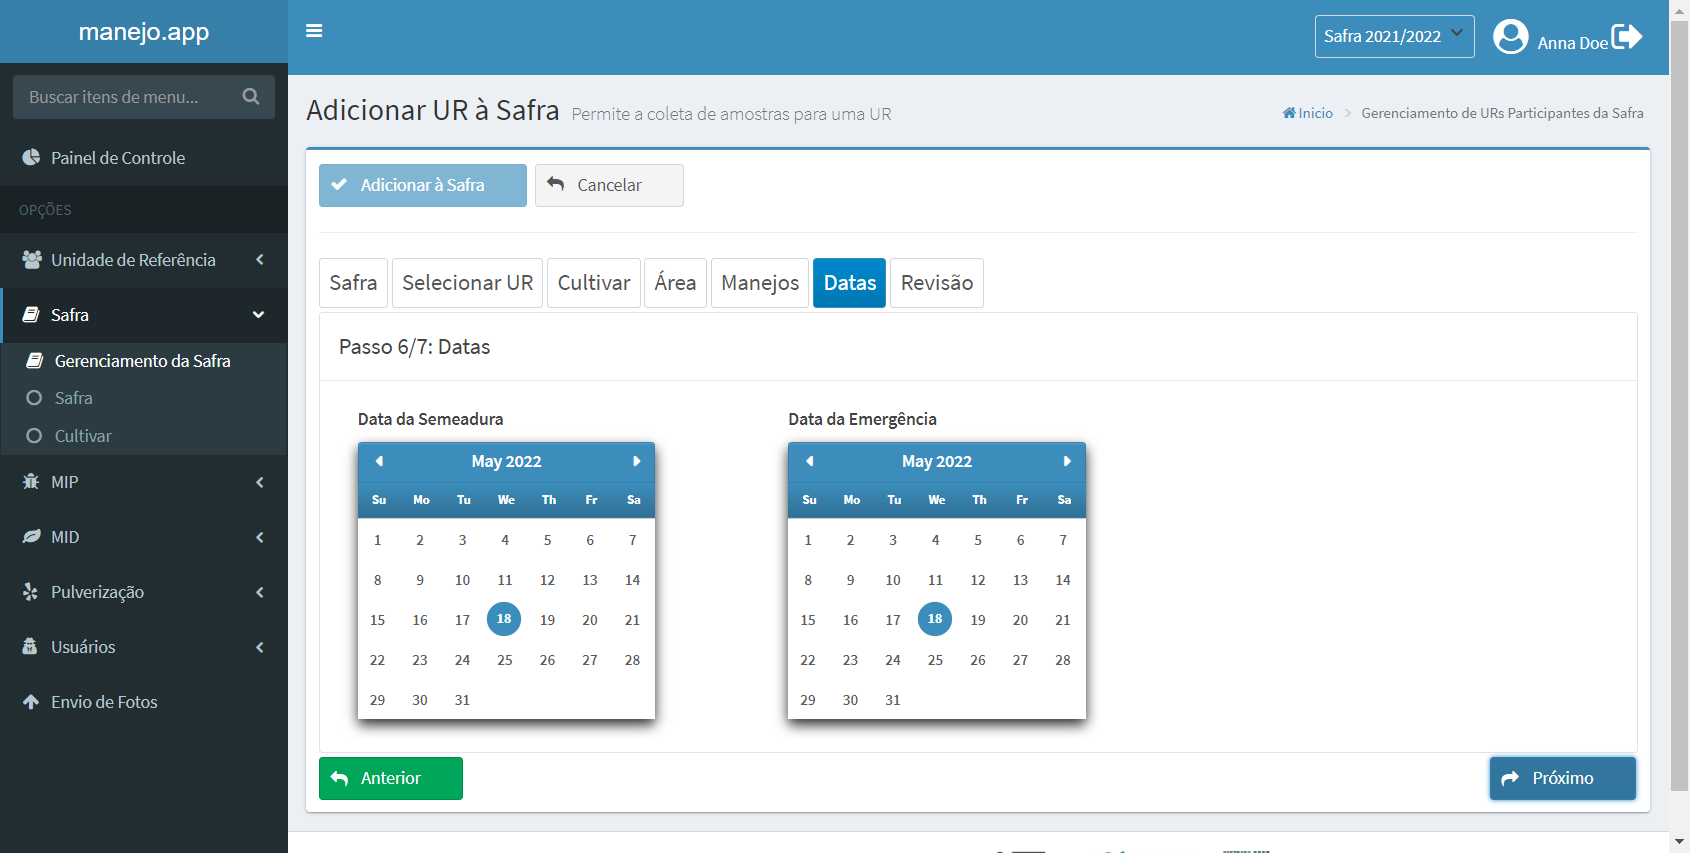 manejo.app
Safra 2021/2022
Anna Doe
Buscar itens de menu...
Painel de Controle
OPÇÕES
Unidade de Referência
Safra
Gerenciamento da Safra
Safra
Cultivar
MIP
MID
Pulverização
Usuários
Envio de Fotos
Adicionar UR à Safra Permite a coleta de amostras para uma UR
Inicio > Gerenciamento de URs Participantes da Safra
Adicionar à Safra Cancelar
Safra Selecionar UR Cultivar Área Manejos Datas Revisão
Passo 6/7: Datas
Data da Semeadura
May 2022
Su Mo Tu We Th Fr Sa
1 2 3 4 5 6 7
8 9 10 11 12 13 14
15 16 17 18 19 20 21
22 23 24 25 26 27 28
29 30 31
Data da Emergência
May 2022
Su Mo Tu We Th Fr Sa
1 2 3 4 5 6 7
8 9 10 11 12 13 14
15 16 17 18 19 20 21
22 23 24 25 26 27 28
29 30 31
Anterior
Próximo